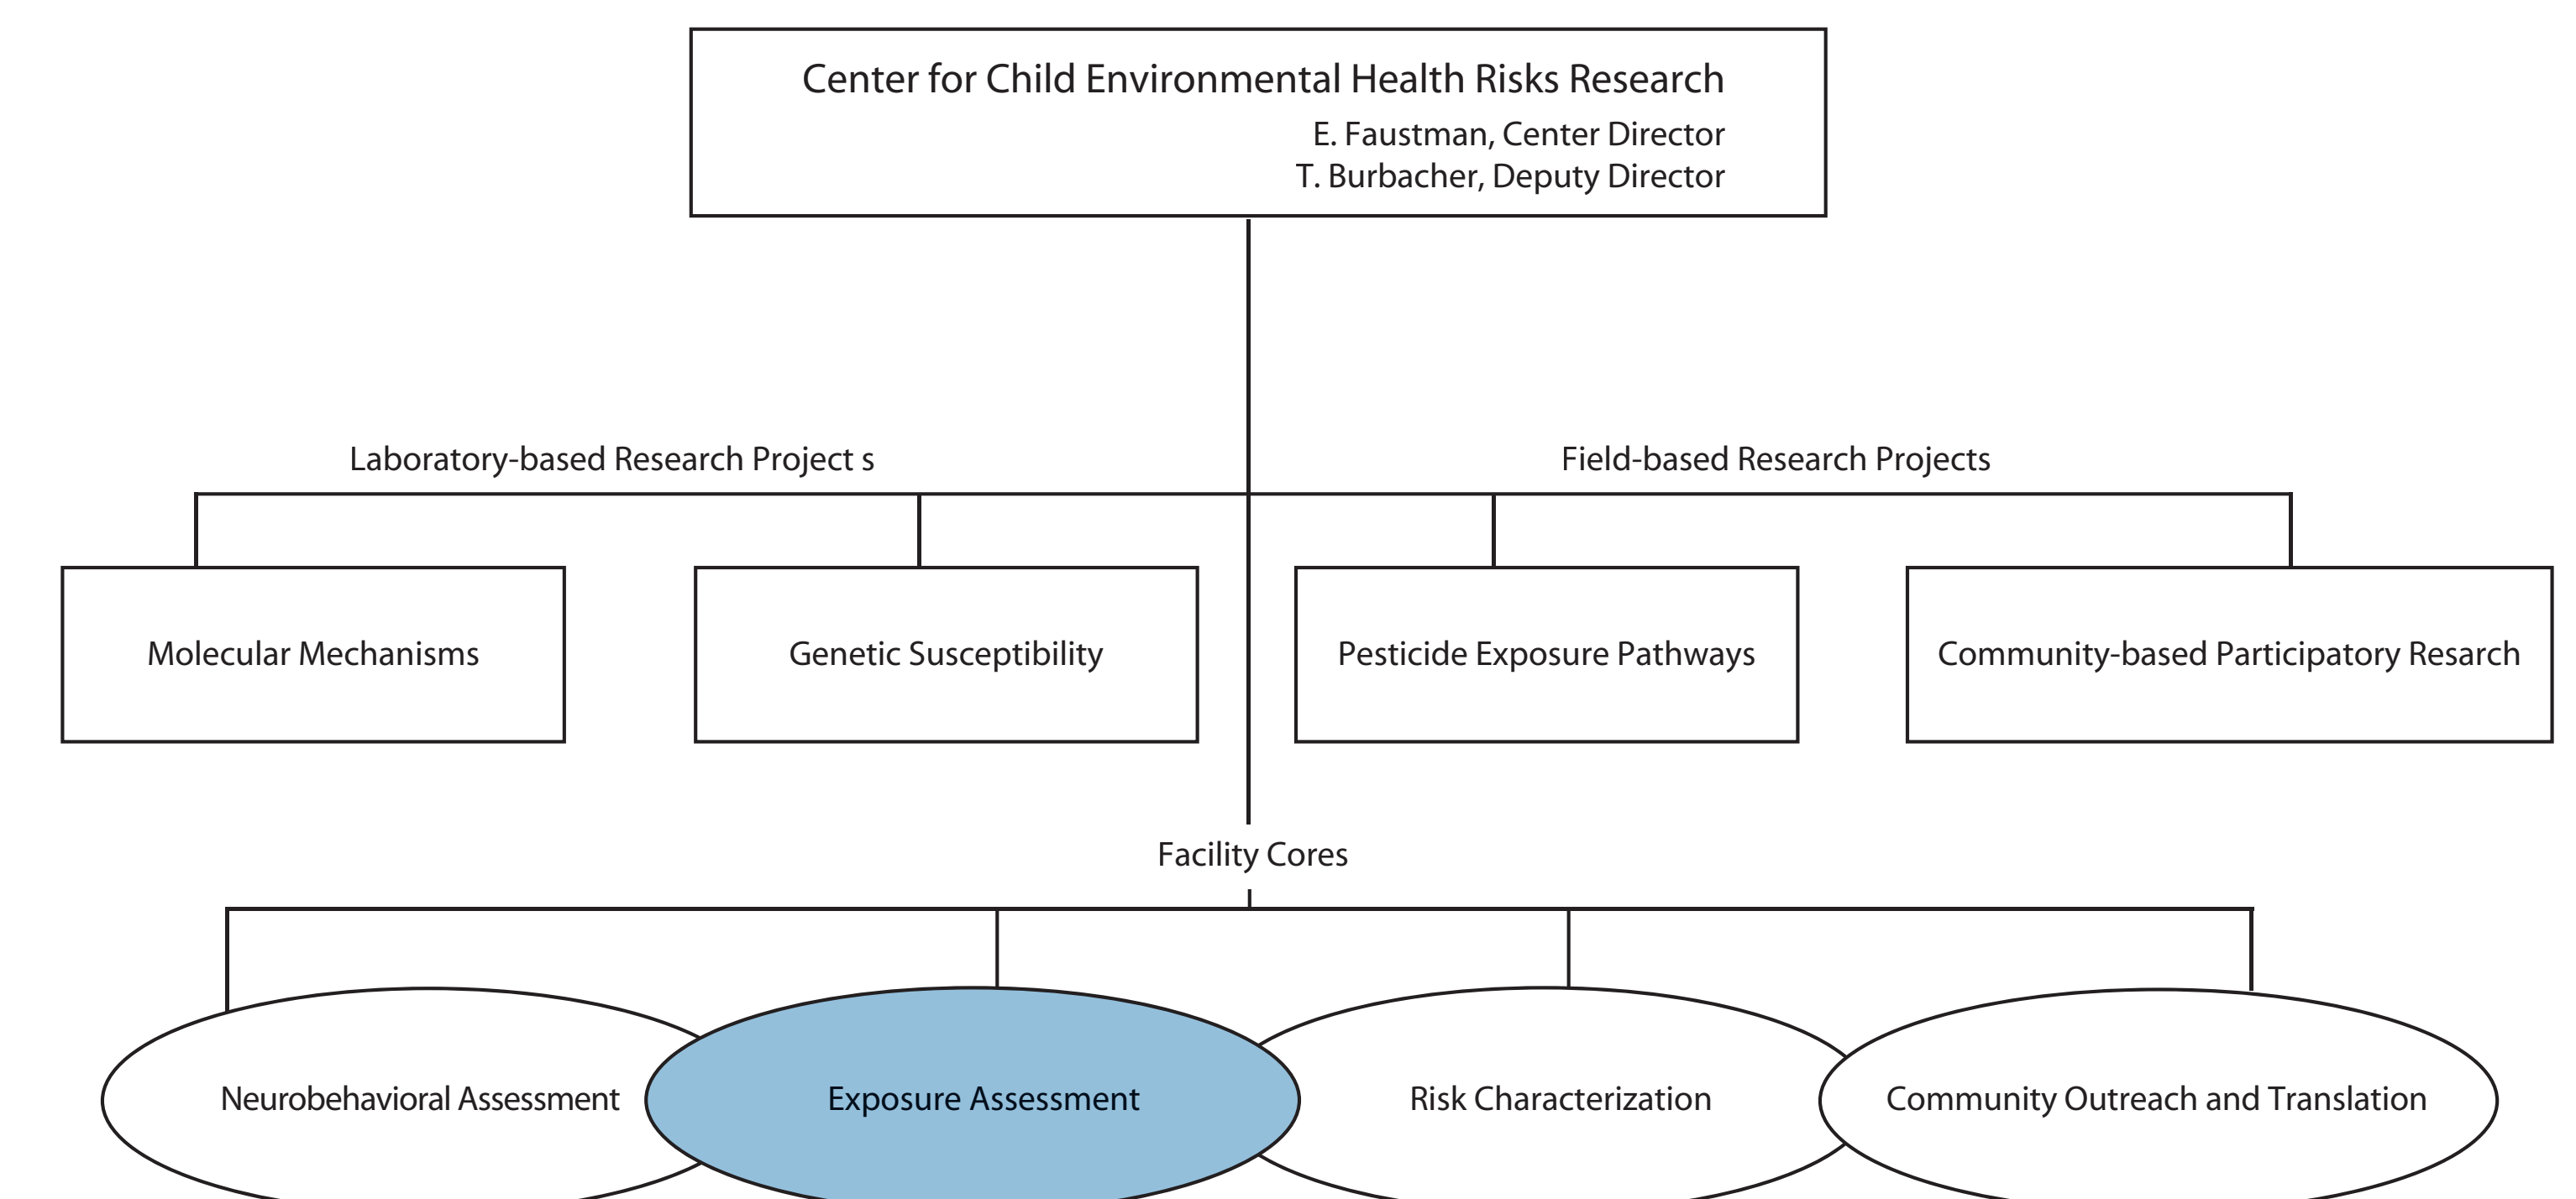 Center for Child Environmental Health Risks Research
E. Faustman, Center Director
T. Burbacher, Deputy Director
Laboratory-based Research Project s
Field-based Research Projects
Molecular Mechanisms
Genetic Susceptibility
Pesticide Exposure Pathways
Community-based Participatory Resarch
Facility Cores
Neurobehavioral Assessment
Exposure Assessment
Risk Characterization
Community Outreach and Translation